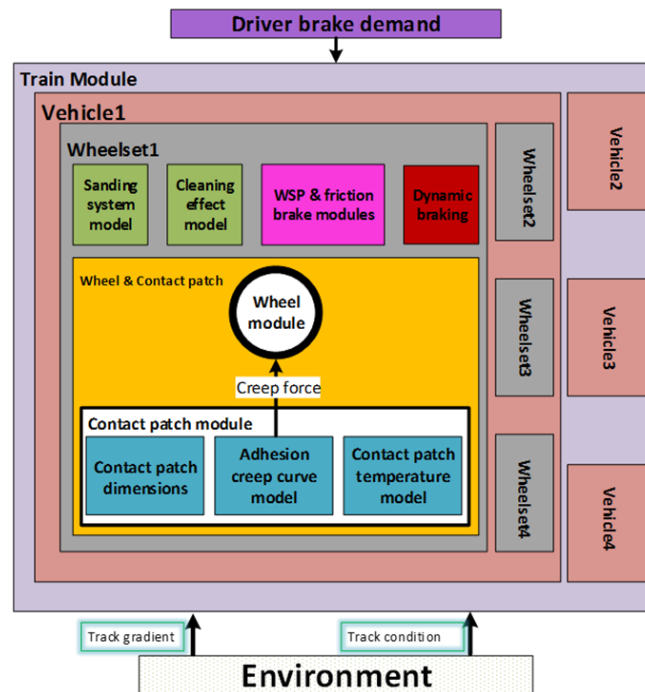 Driver brake demand
Train Module
Vehicle1
Wheelset1
Sanding
system
model
Cleaning
effect
model
WSP & friction
brake modules
Dynamic
braking
Wheel & Contact patch
Wheel
module
Creep force
Contact patch module
Contact patch
dimensions
Adhesion
creep curve
model
Contact patch
temperature
model
Wheelset2
Wheelset3
Wheelset4
Vehicle2
Vehicle3
Vehicle4
Track gradient
Track condition
Environment